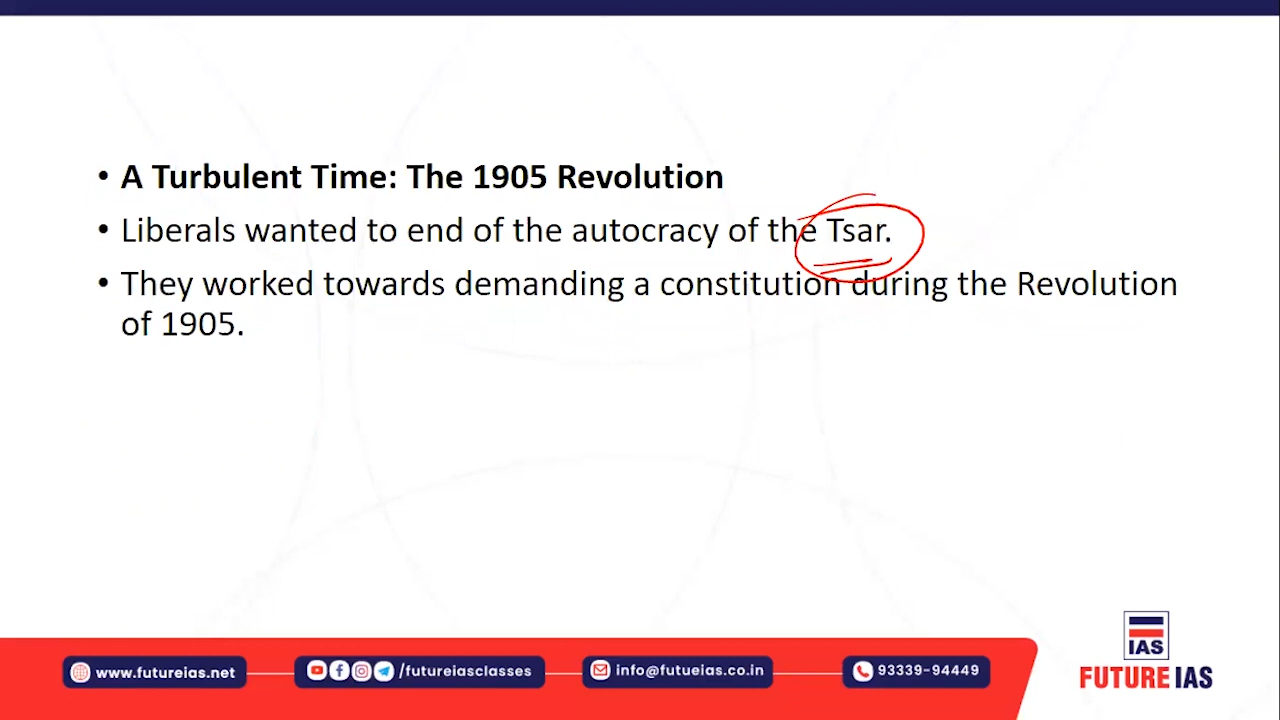 • A Turbulent Time: The 1905 Revolution
• Liberals wanted to end of the autocracy of the Tsar.
• They worked towards demanding a constitution during the Revolution
of 1905.
IAS
www.futureias.net
/futureiasclasses
info@futueias.co.in
93339-94449
FUTURE IAS